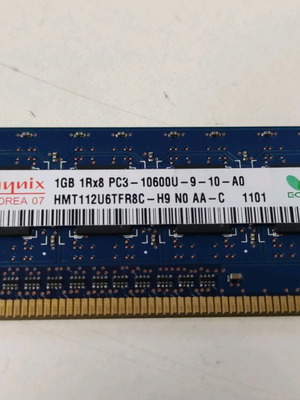 ynix 1GB 1Rx8 PC3-10600U-9-10-A0
OREA 07 HMT112U6TFR8C-H9 N0 AA-C 1101